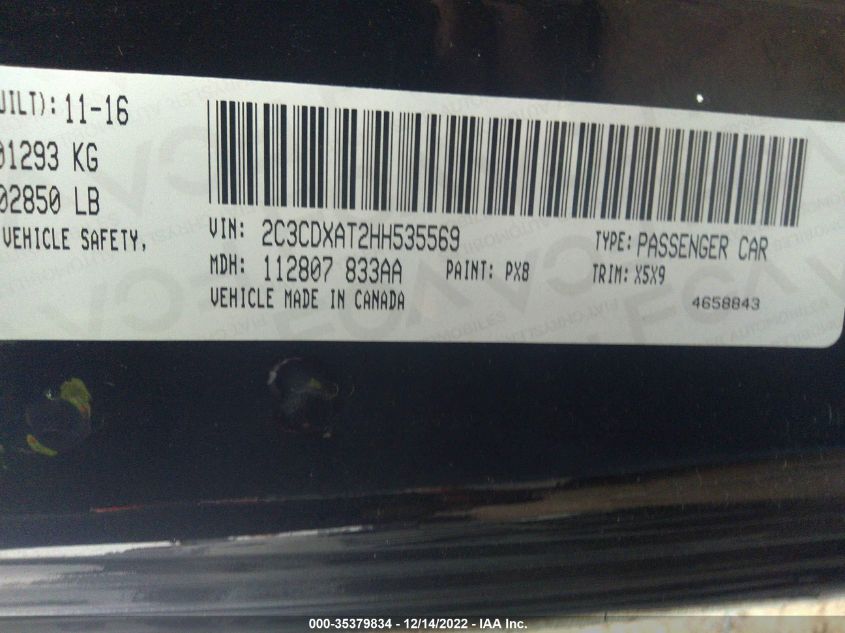 UILT): 11-16
01293 KG
02850 LB
VEHICLE SAFETY,
VIN: 2C3CDXAT2HH535569 TYPE: PASSENGER CAR
MDH: 112807 833AA PAINT: PX8 TRIM: X5X9
VEHICLE MADE IN CANADA 4658843
000-35379834 - 12/14/2022 - IAA Inc.